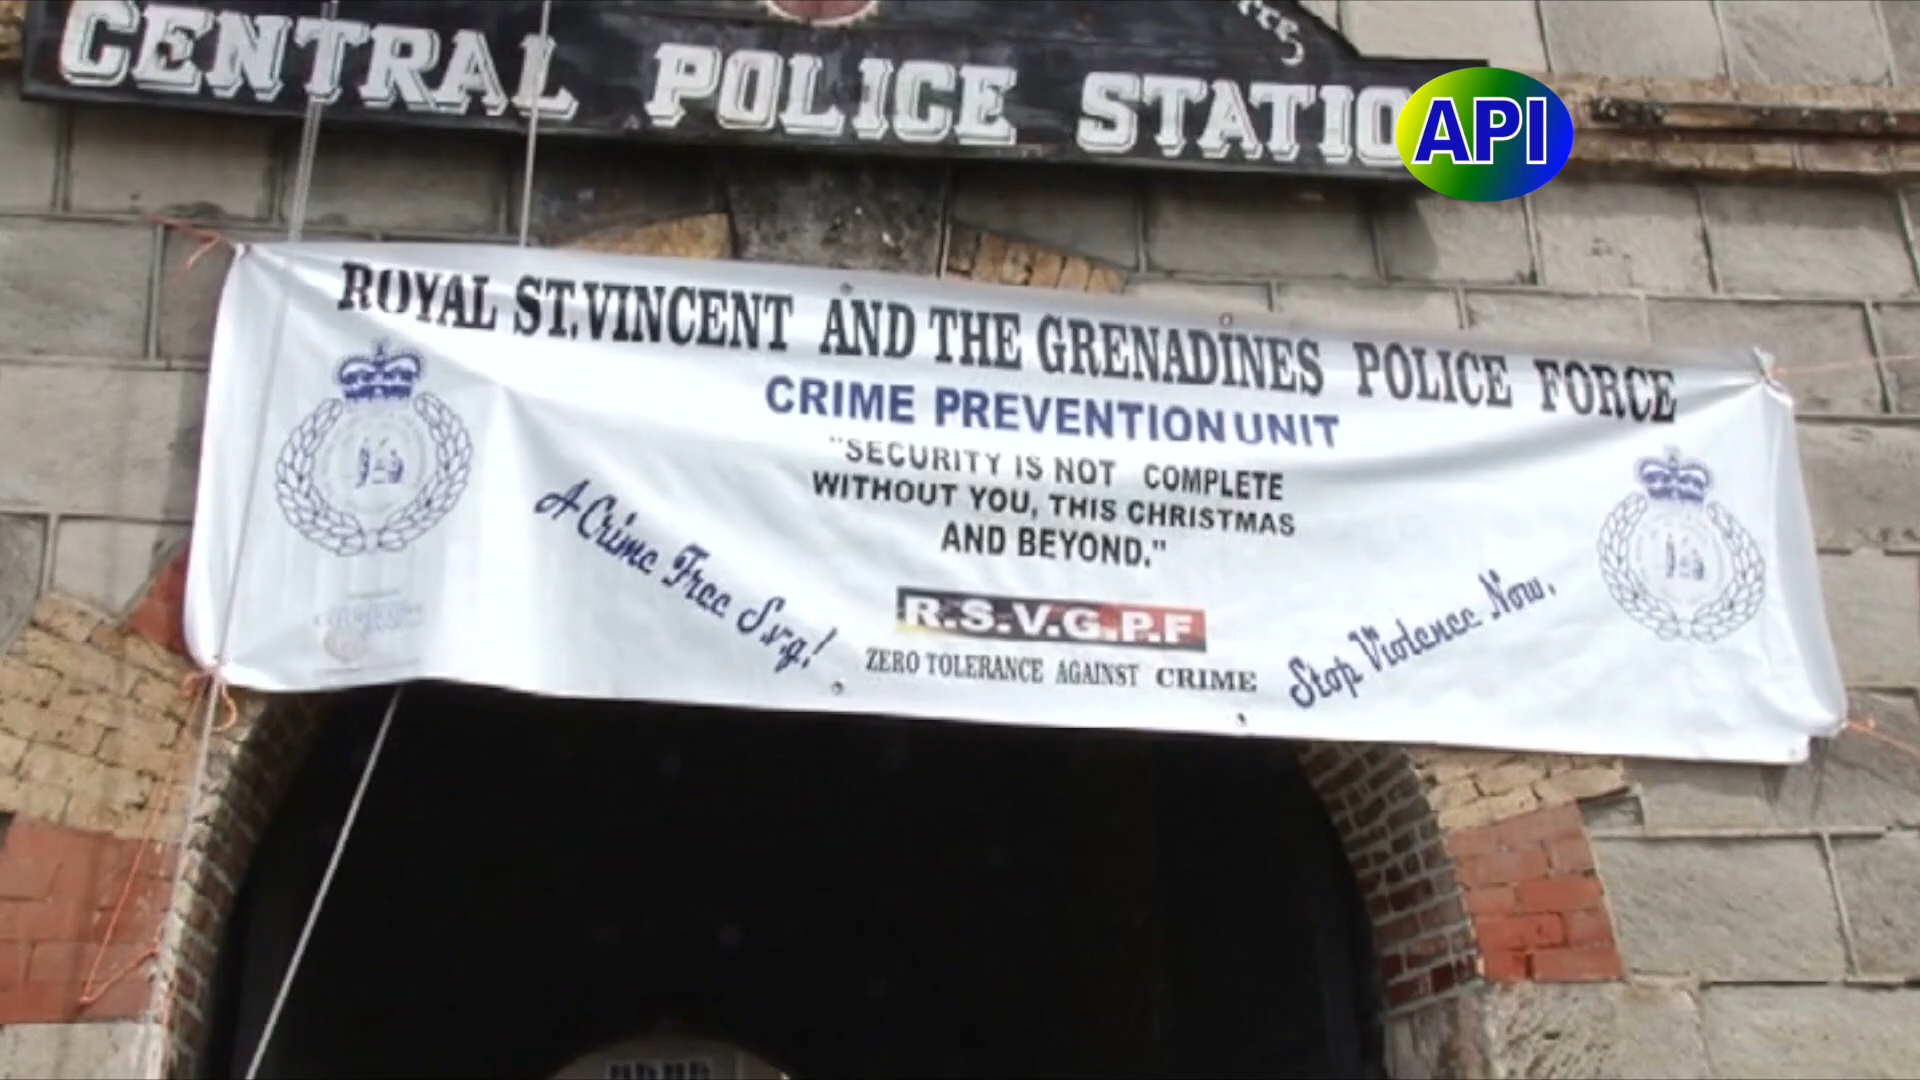 CENTRAL POLICE STATIO
API
ROYAL ST.VINCENT AND THE GRENADINES POLICE FORCE
CRIME PREVENTION UNIT
"SECURITY IS NOT COMPLETE
WITHOUT YOU, THIS CHRISTMAS
AND BEYOND."
A Crime Free Svg!
R.S.V.G.P.F
ZERO TOLERANCE AGAINST CRIME
Stop Violence Now.